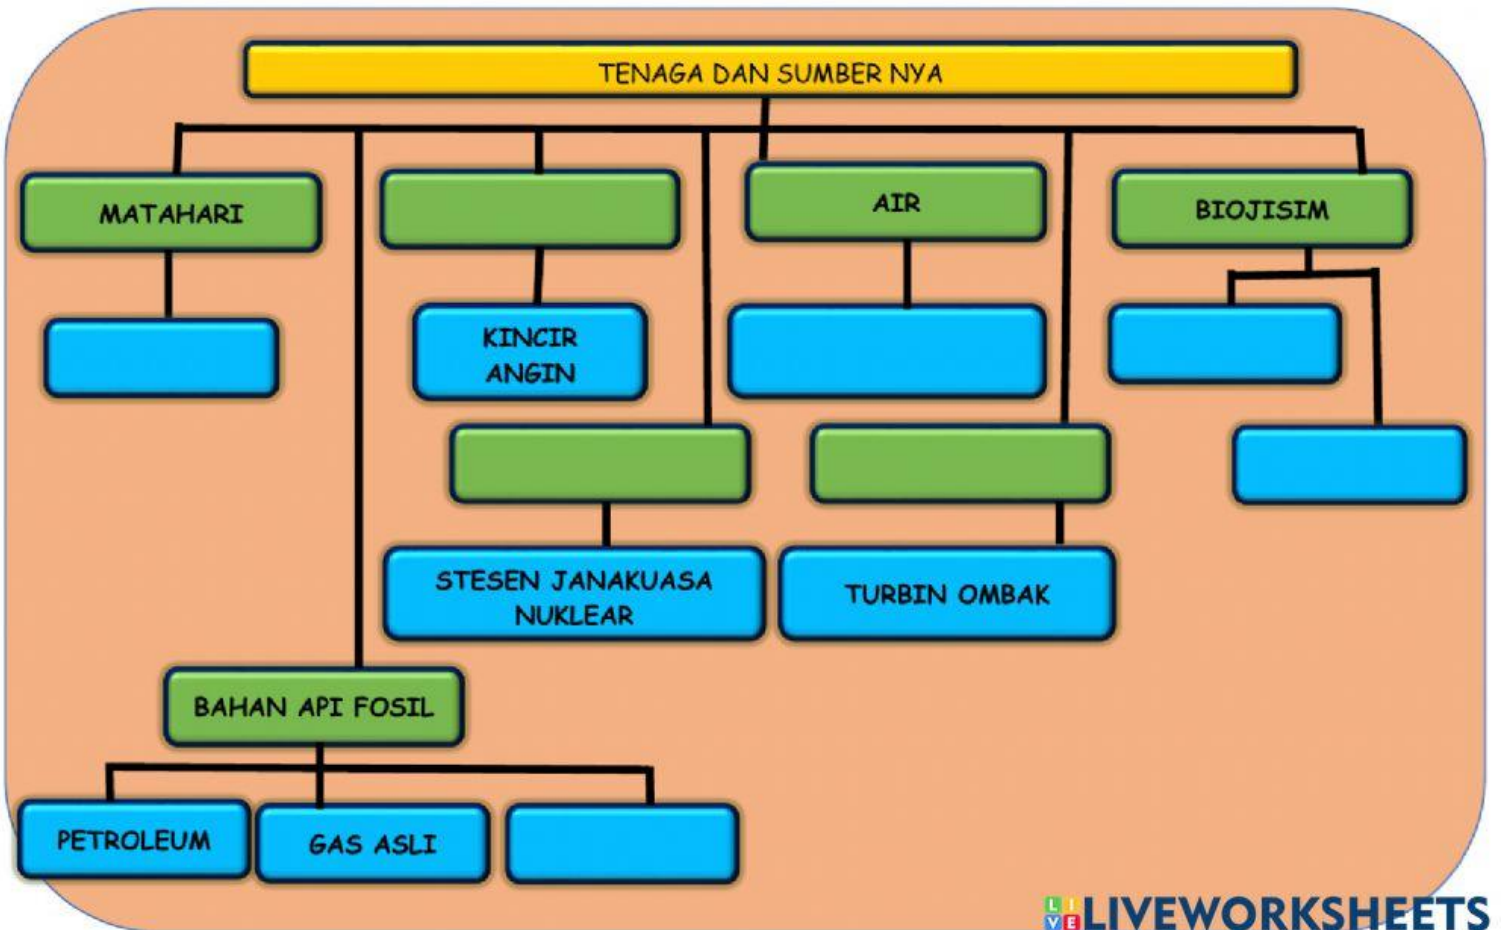 TENAGA DAN SUMBER NYA
MATAHARI
AIR
BIOJISIM
KINCIR
ANGIN
STESEN JANAKUASA
NUKLEAR
TURBIN OMBAK
BAHAN API FOSIL
PETROLEUM
GAS ASLI
LIVE LIVEWORKSHEETS